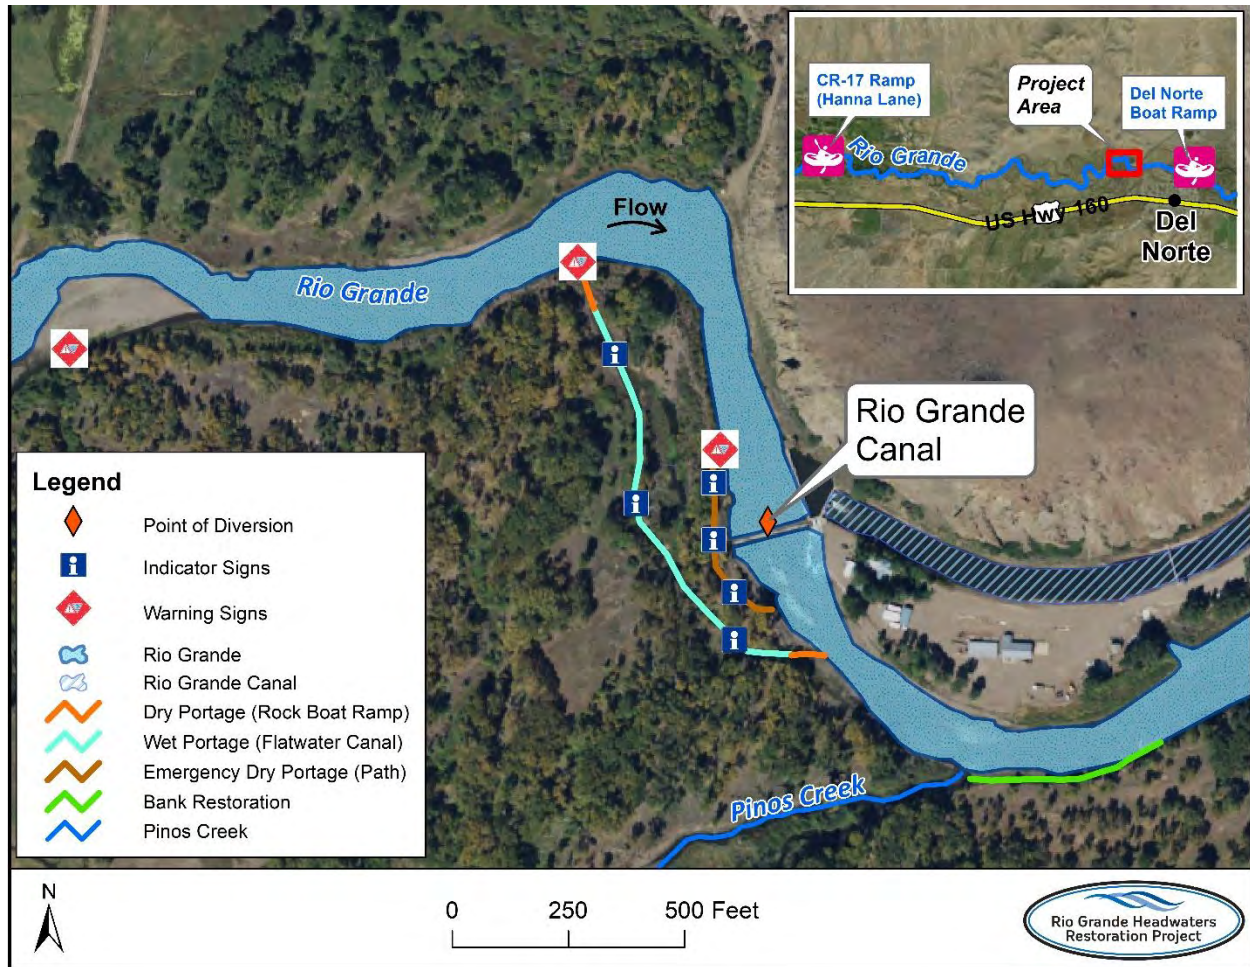 CR-17 Ramp
(Hanna Lane)
Project
Area
Del Norte
Boat Ramp
Rio Grande
US Hwy 160
Del
Norte
Flow
Rio Grande
Rio Grande
Canal
Legend
Point of Diversion
Indicator Signs
Warning Signs
Rio Grande
Rio Grande Canal
Dry Portage (Rock Boat Ramp)
Wet Portage (Flatwater Canal)
Emergency Dry Portage (Path)
Bank Restoration
Pinos Creek
i
i
i
i
i
i
i
Pinos Creek
N
0 250 500 Feet
Rio Grande Headwaters
Restoration Project